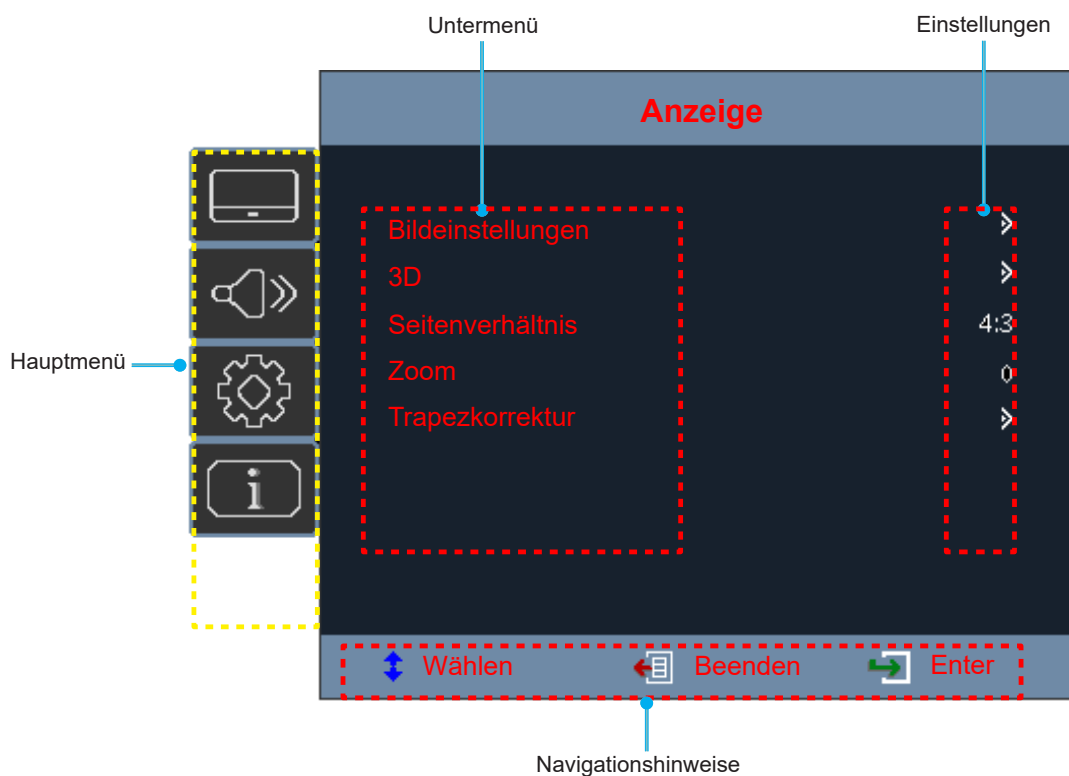 Untermenü
Einstellungen
Anzeige
Bildeinstellungen
3D
Seitenverhältnis 4:3
Zoom 0
Trapezkorrektur
Hauptmenü
i
Wählen Beenden Enter
Navigationshinweise